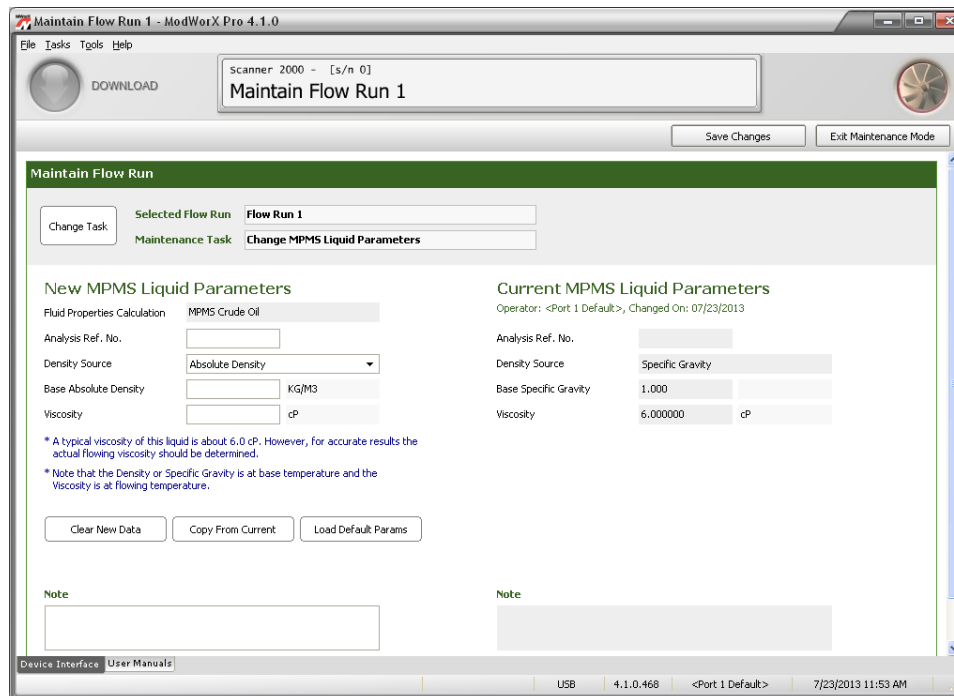 Maintain Flow Run 1 - ModWorX Pro 4.1.0
File Tasks Tools Help
DOWNLOAD
Scanner 2000 - [s/n 0]
Maintain Flow Run 1
Save Changes Exit Maintenance Mode
Maintain Flow Run
Change Task
Selected Flow Run Flow Run 1
Maintenance Task Change MPMS Liquid Parameters
New MPMS Liquid Parameters
Fluid Properties Calculation MPMS Crude Oil
Analysis Ref. No.
Density Source Absolute Density
Base Absolute Density KG/M3
Viscosity cP
* A typical viscosity of this liquid is about 6.0 cP. However, for accurate results the
actual flowing viscosity should be determined.
* Note that the Density or Specific Gravity is at base temperature and the
Viscosity is at flowing temperature.
Clear New Data Copy From Current Load Default Params
Note
Current MPMS Liquid Parameters
Operator: <Port 1 Default>, Changed On: 07/23/2013
Analysis Ref. No.
Density Source Specific Gravity
Base Specific Gravity 1.000
Viscosity 6.000000 cP
Note
Device Interface User Manuals
USB 4.1.0.468 <Port 1 Default> 7/23/2013 11:53 AM